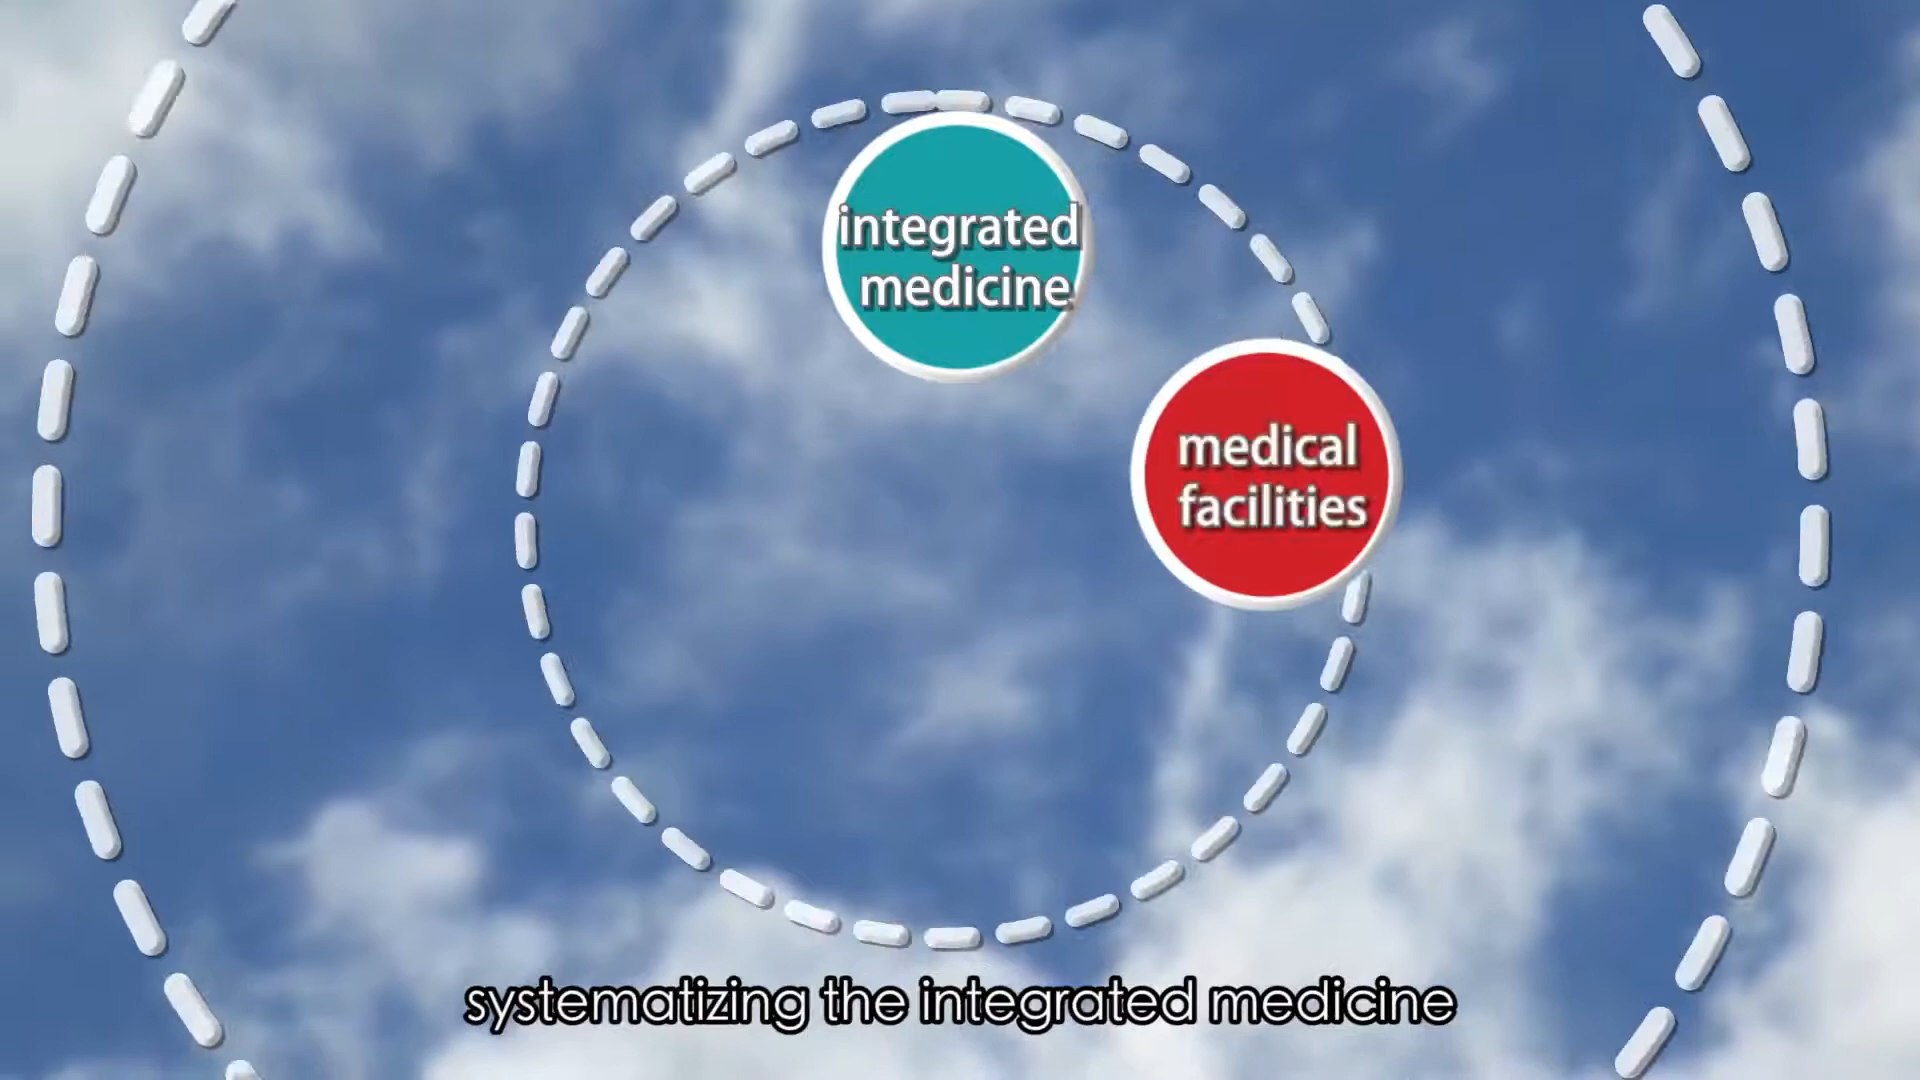 integrated
medicine
medical
facilities
systematizing the integrated medicine